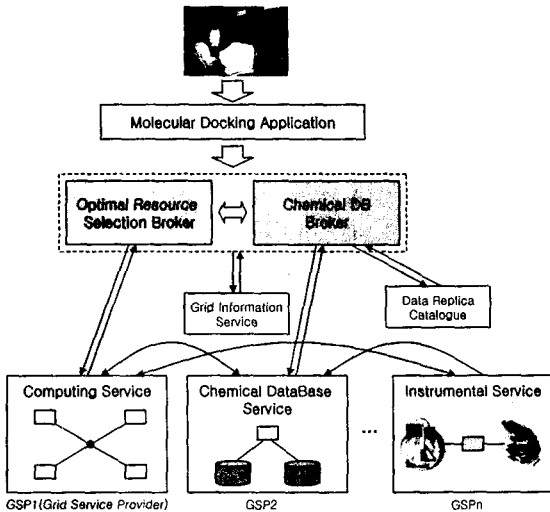 Molecular Docking Application
Optimal Resource
Selection Broker
Chemical DB
Broker
Grid Information
Service
Data Replica
Catalogue
Computing Service
Chemical DataBase
Service
...
Instrumental Service
GSP1(Grid Service Provider)
GSP2
GSPn